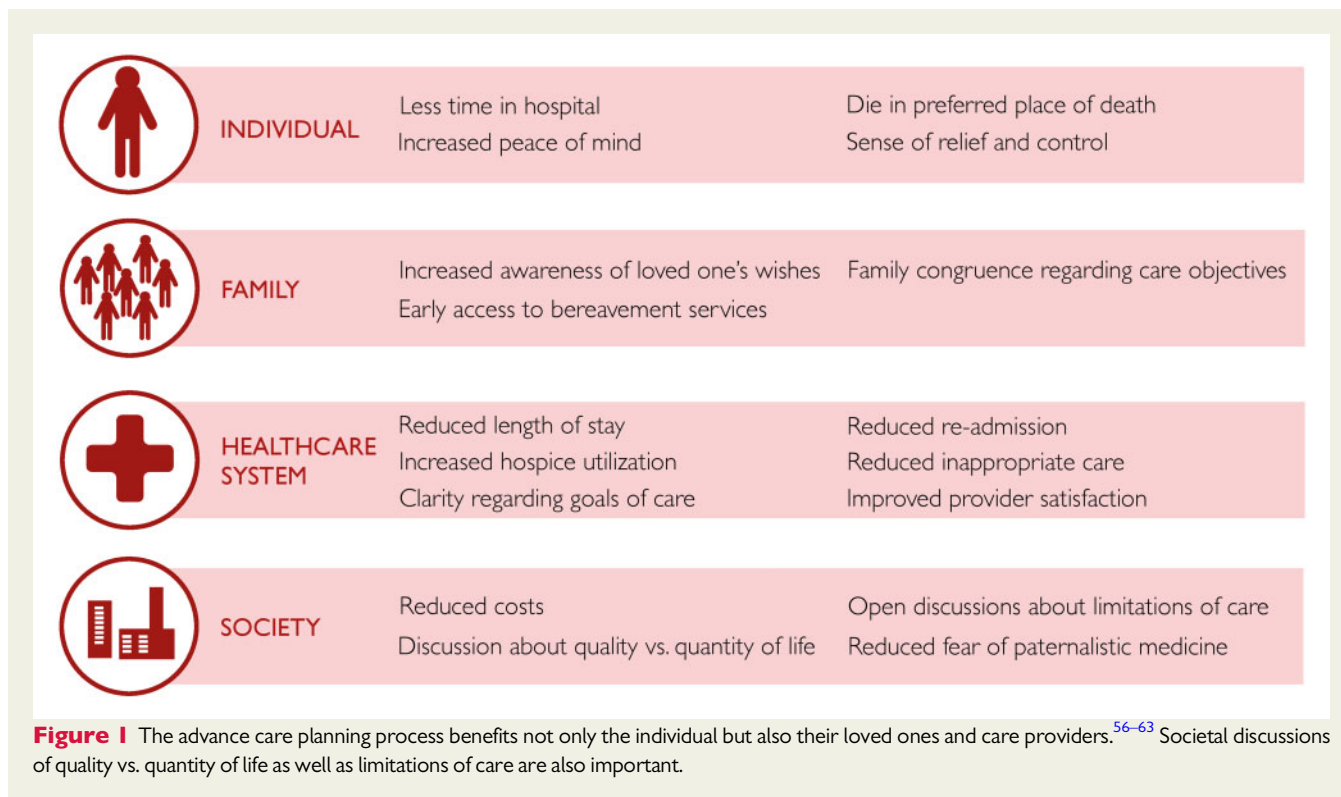 INDIVIDUAL
Less time in hospital
Increased peace of mind
Die in preferred place of death
Sense of relief and control
FAMILY
Increased awareness of loved one's wishes
Early access to bereavement services
Family congruence regarding care objectives
HEALTHCARE
SYSTEM
Reduced length of stay
Increased hospice utilization
Clarity regarding goals of care
Reduced re-admission
Reduced inappropriate care
Improved provider satisfaction
SOCIETY
Reduced costs
Discussion about quality vs. quantity of life
Open discussions about limitations of care
Reduced fear of paternalistic medicine
Figure 1 The advance care planning process benefits not only the individual but also their loved ones and care providers.56–63 Societal discussions
of quality vs. quantity of life as well as limitations of care are also important.